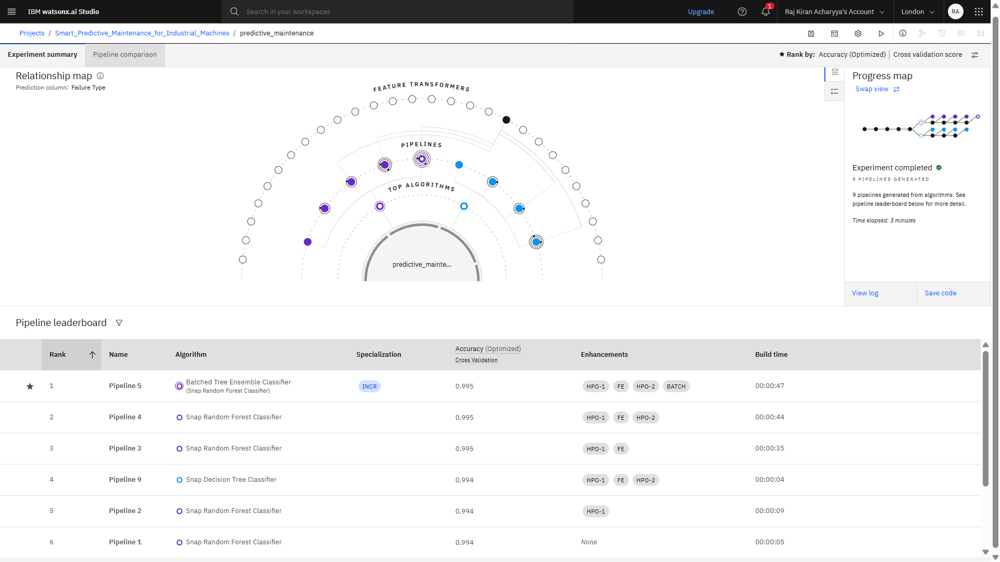 IBM watsonx.ai Studio
Search in your workspaces
Upgrade
1
Raj Kiran Acharyya's Account
London
RA
Projects / Smart_Predictive_Maintenance_for_Industrial_Machines / predictive_maintenance
Experiment summary
Pipeline comparison
Rank by: Accuracy (Optimized) | Cross validation score
Relationship map
Prediction column: Failure Type
FEATURE TRANSFORMERS
PIPELINES
TOP ALGORITHMS
predictive_mainte...
Progress map
Swap view
Experiment completed
9 PIPELINES GENERATED
9 pipelines generated from algorithms. See
pipeline leaderboard below for more detail.
Time elapsed: 3 minutes
View log
Save code
Pipeline leaderboard
Rank Name Algorithm Specialization Accuracy (Optimized) Enhancements Build time
Cross Validation
1 Pipeline 5 Batched Tree Ensemble Classifier INCR 0.995 HPO-1 FE HPO-2 BATCH 00:00:47
(Snap Random Forest Classifier)
2 Pipeline 4 Snap Random Forest Classifier 0.995 HPO-1 FE HPO-2 00:00:44
3 Pipeline 3 Snap Random Forest Classifier 0.995 HPO-1 FE 00:00:35
4 Pipeline 9 Snap Decision Tree Classifier 0.994 HPO-1 FE HPO-2 00:00:04
5 Pipeline 2 Snap Random Forest Classifier 0.994 HPO-1 00:00:09
6 Pipeline 1 Snap Random Forest Classifier 0.994 None 00:00:05